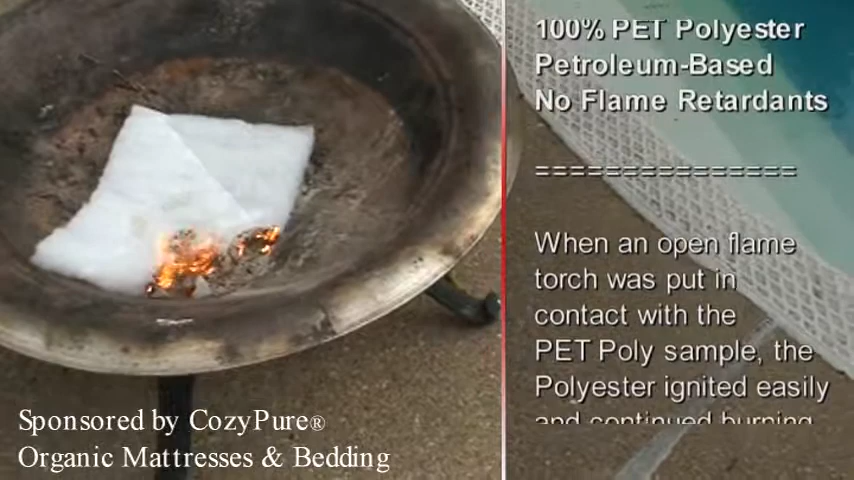 100% PET Polyester
Petroleum-Based
No Flame Retardants
===============
When an open flame
torch was put in
contact with the
PET Poly sample, the
Polyester ignited easily
and continued burning
Sponsored by CozyPure®
Organic Mattresses & Bedding